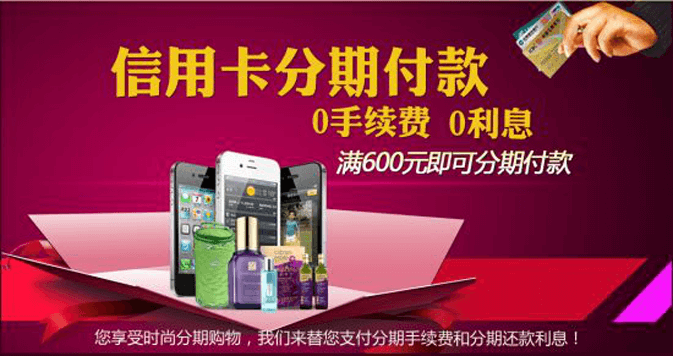 信用卡分期付款
0手续费 0利息
满600元即可分期付款
您享受时尚分期购物，我们来替您支付分期手续费和分期还款利息！